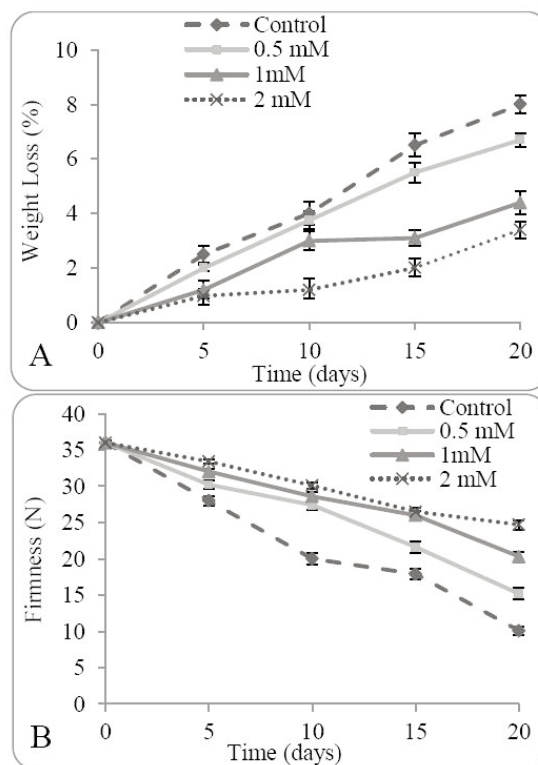 Control
0.5 mM
1mM
2 mM
10
8
6
4
2
0
Weight Loss (%)
0 5 10 15 20
A
Time (days)
Control
0.5 mM
1mM
2 mM
40
35
30
25
20
15
10
5
0
Firmness (N)
0 5 10 15 20
B
Time (days)